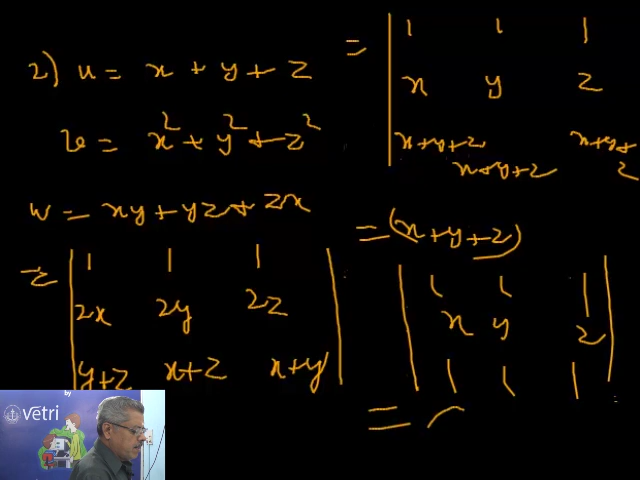 2) u = x + y + z
v = x² + y² + z²
w = xy + yz + zx
= | 1 1 1 |
2x 2y 2z
y+z x+z x+y
= | 1 1 1
x y z
x+y+z x+y+z x+y+z
= (x+y+z)
| 1 1 1 |
x y z
1 1 1
=
by
Vetri